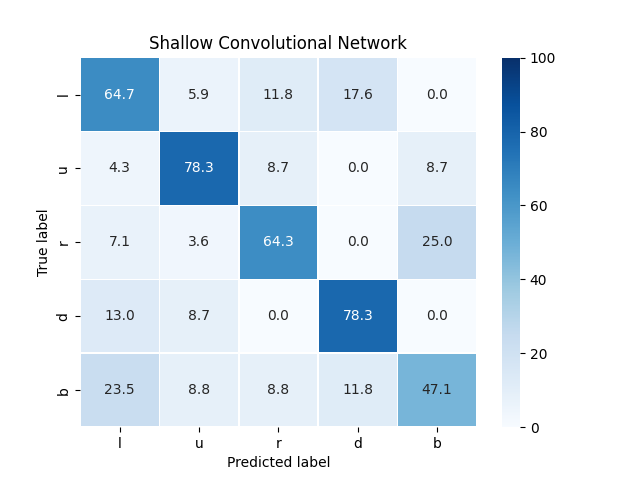 Shallow Convolutional Network
True label
l 64.7 5.9 11.8 17.6 0.0
u 4.3 78.3 8.7 0.0 8.7
r 7.1 3.6 64.3 0.0 25.0
d 13.0 8.7 0.0 78.3 0.0
b 23.5 8.8 8.8 11.8 47.1
l u r d b
Predicted label
100
80
60
40
20
0